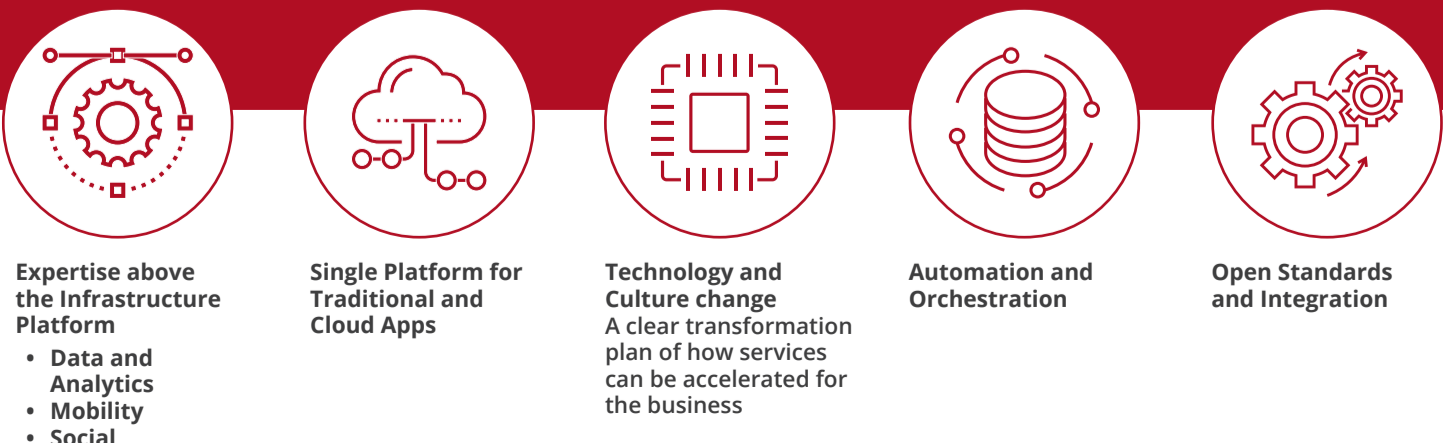 Expertise above
the Infrastructure
Platform
• Data and
Analytics
• Mobility
• Social
Single Platform for
Traditional and
Cloud Apps
Technology and
Culture change
A clear transformation
plan of how services
can be accelerated for
the business
Automation and
Orchestration
Open Standards
and Integration